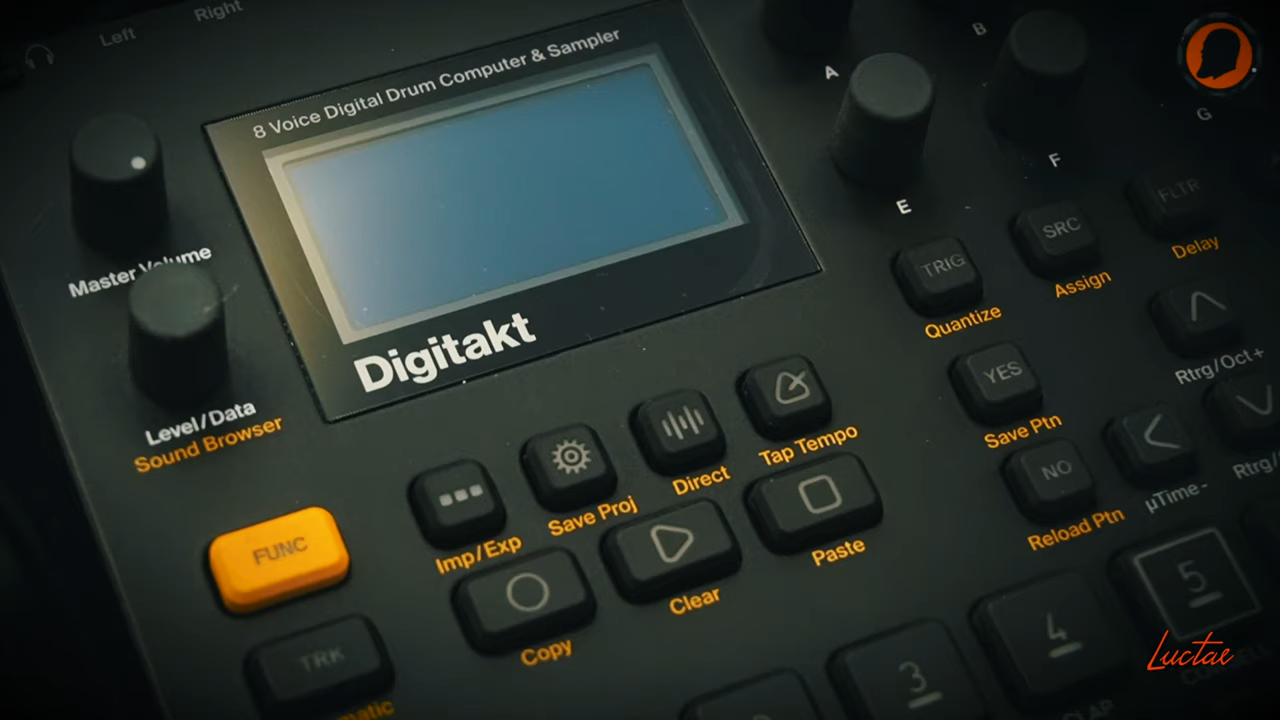 Left
Right
8 Voice Digital Drum Computer & Sampler
Digitakt
Master Volume
Level/Data
Sound Browser
A
B
E
F
G
TRIG
Quantize
SRC
Assign
FLTR
Delay
YES
Save Ptn
NO
Reload Ptn
Rtrg/Oct+
Rtrg/
µTime-
Tap Tempo
Direct
Save Proj
Imp/Exp
FUNC
Copy
Clear
Paste
TRK
3
4
5
Luctae